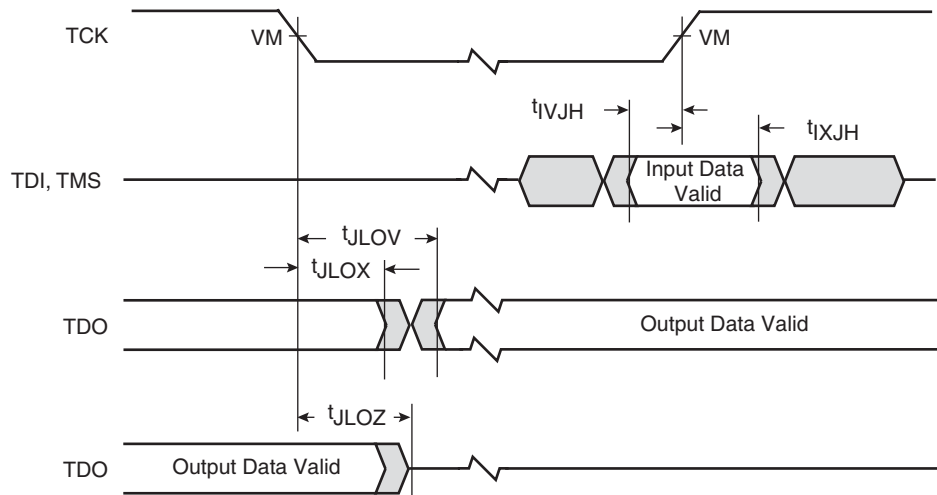 TCK
VM
VM
tIVJH
tIXJH
TDI, TMS
Input Data
Valid
tJLOV
tJLOX
TDO
Output Data Valid
tJLOZ
TDO
Output Data Valid